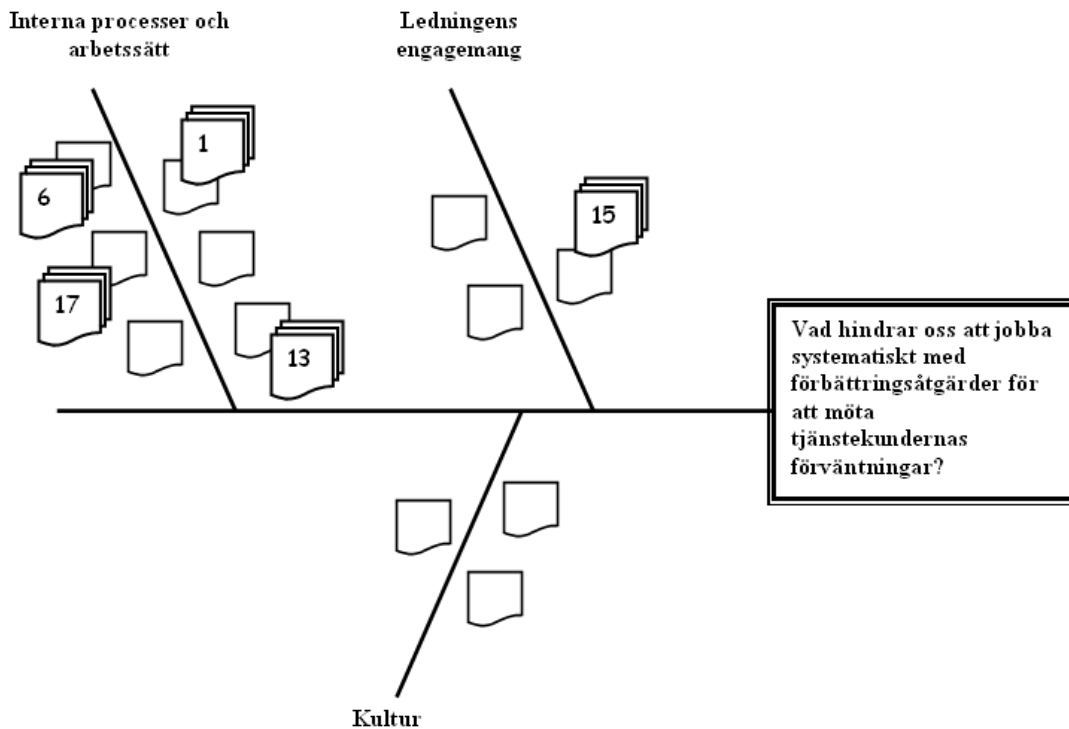 Interna processer och
arbetssätt
Ledningens
engagemang
1
6
15
17
13
Vad hindrar oss att jobba
systematiskt med
förbättringsåtgärder för
att möta
tjänstekundernas
förväntningar?
Kultur